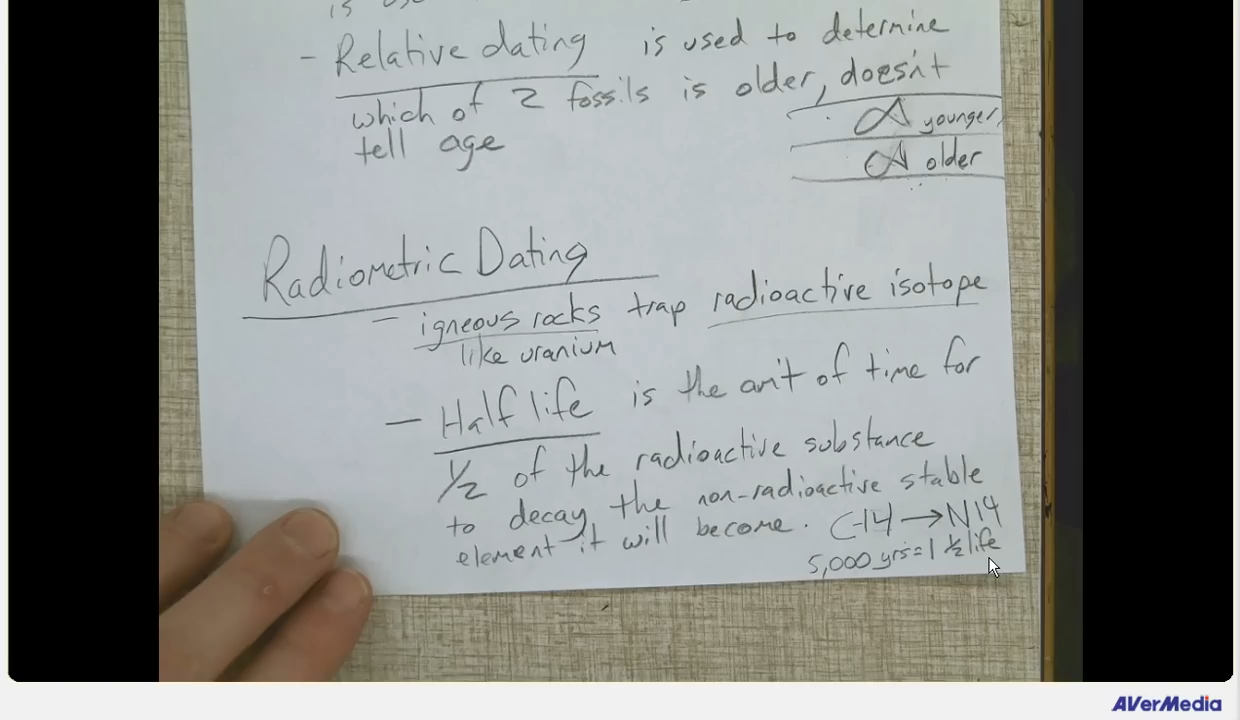 is
- Relative dating is used to determine
which of 2 fossils is older, doesn't
tell age
younger
older
Radiometric Dating
- igneous rocks trap radioactive isotope
like uranium
- Half life is the am't of time for
1/2 of the radioactive substance
to decay the non-radioactive stable
element it will become. C-14 → N14
5,000 yrs = 1 1/2 life
AVerMedia